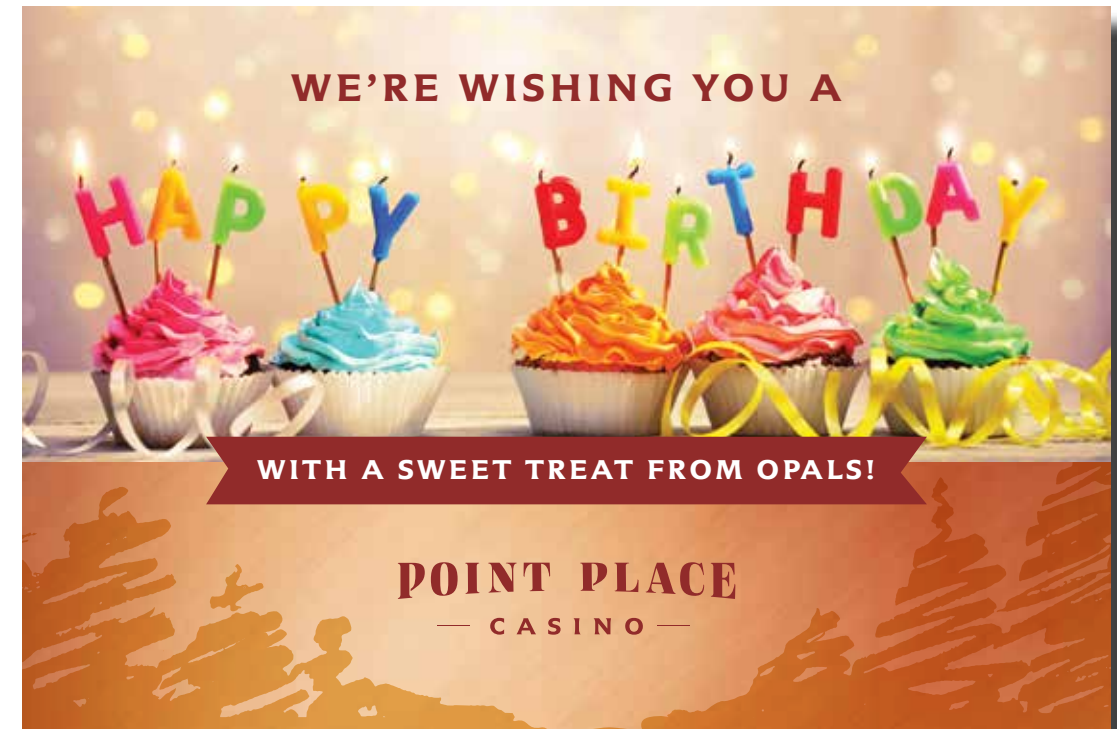 WE'RE WISHING YOU A
HAPPY BIRTHDAY
WITH A SWEET TREAT FROM OPALS!
POINT PLACE
CASINO